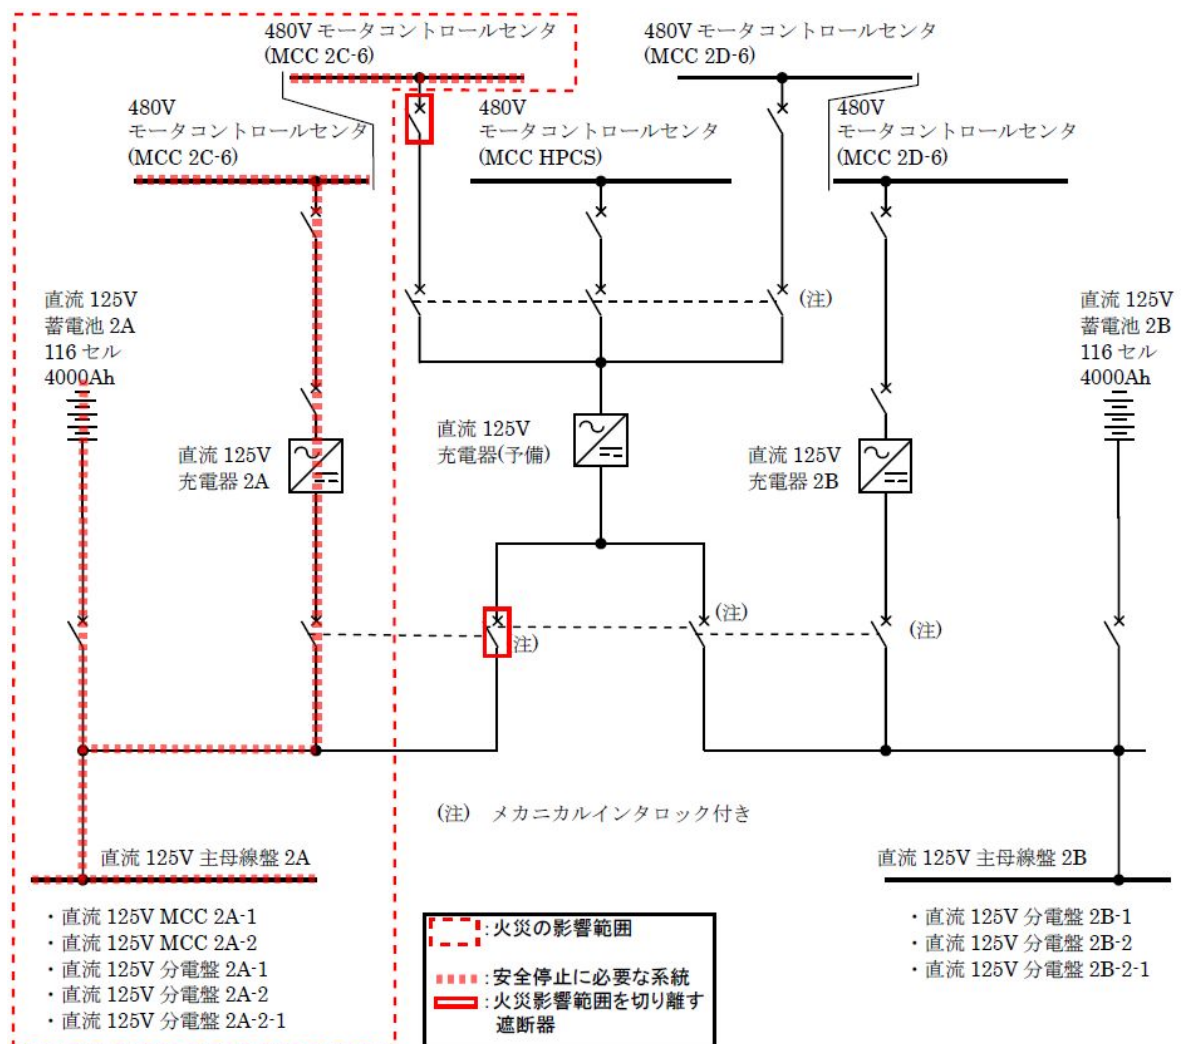 480V モータコントロールセンタ
(MCC 2C-6)
480V モータコントロールセンタ
(MCC 2D-6)
480V
モータコントロールセンタ
(MCC 2C-6)
480V
モータコントロールセンタ
(MCC HPCS)
480V
モータコントロールセンタ
(MCC 2D-6)
直流 125V
蓄電池 2A
116 セル
4000Ah
(注)
直流 125V
蓄電池 2B
116 セル
4000Ah
直流 125V
充電器 2A
直流 125V
充電器(予備)
直流 125V
充電器 2B
注)
(注)
(注)
(注) メカニカルインタロック付き
直流 125V 主母線盤 2A
直流 125V 主母線盤 2B
・直流 125V MCC 2A-1
・直流 125V MCC 2A-2
・直流 125V 分電盤 2A-1
・直流 125V 分電盤 2A-2
・直流 125V 分電盤 2A-2-1
・直流 125V 分電盤 2B-1
・直流 125V 分電盤 2B-2
・直流 125V 分電盤 2B-2-1
:火災の影響範囲
:安全停止に必要な系統
:火災影響範囲を切り離す
遮断器